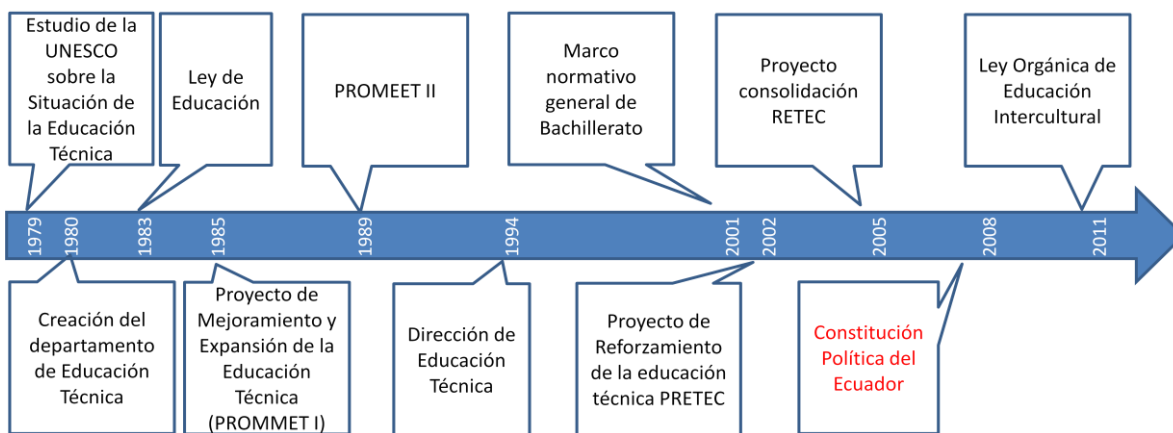 Estudio de la
UNESCO
sobre la
Situación de
la Educación
Técnica
Ley de
Educación
PROMEET II
Marco
normativo
general de
Bachillerato
Proyecto
consolidación
RETEC
Ley Orgánica de
Educación
Intercultural
1979
1980
1983
1985
1989
1994
2001
2002
2005
2008
2011
Creación del
departamento
de Educación
Técnica
Proyecto de
Mejoramiento y
Expansión de la
Educación
Técnica
(PROMMET I)
Dirección de
Educación
Técnica
Proyecto de
Reforzamiento
de la educación
técnica PRETEC
Constitución
Política del
Ecuador